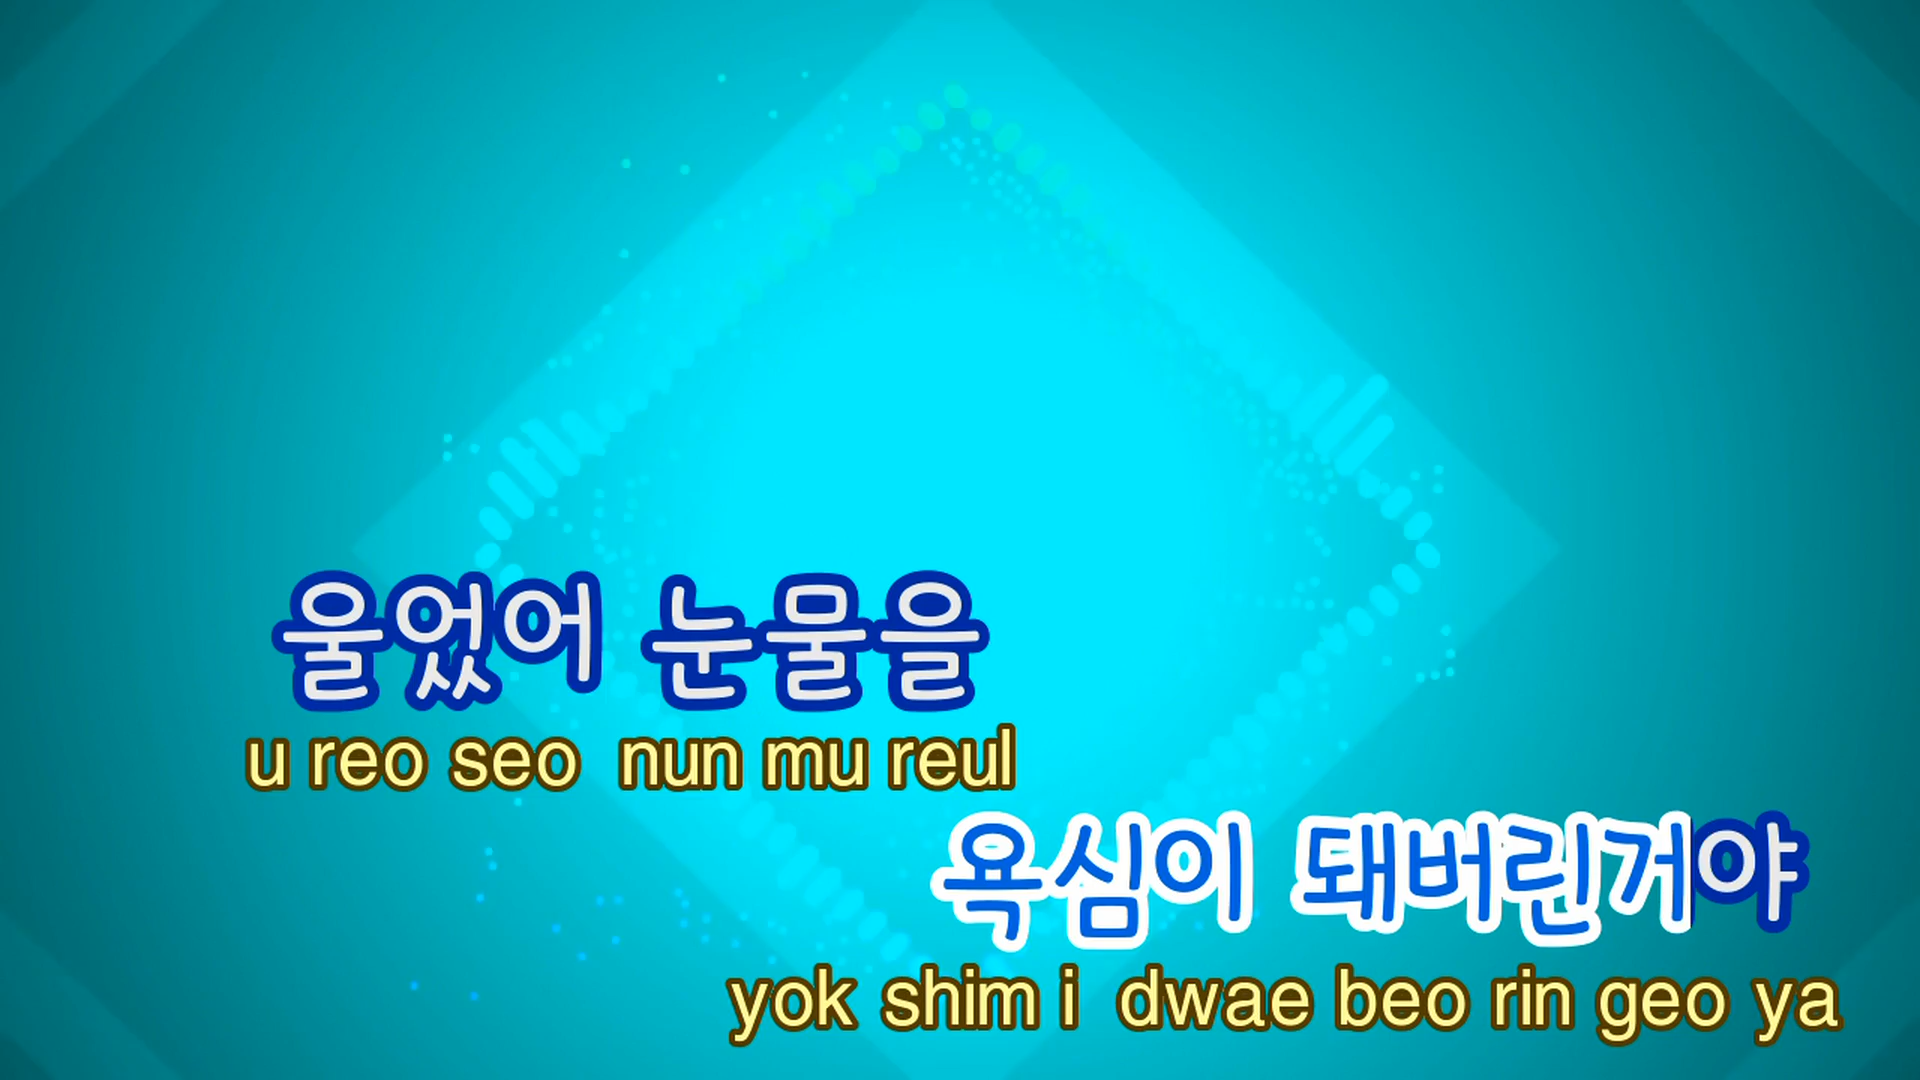 울었어 눈물을
u reo seo nun mu reul
욕심이 돼버린거야
yok shim i dwae beo rin geo ya